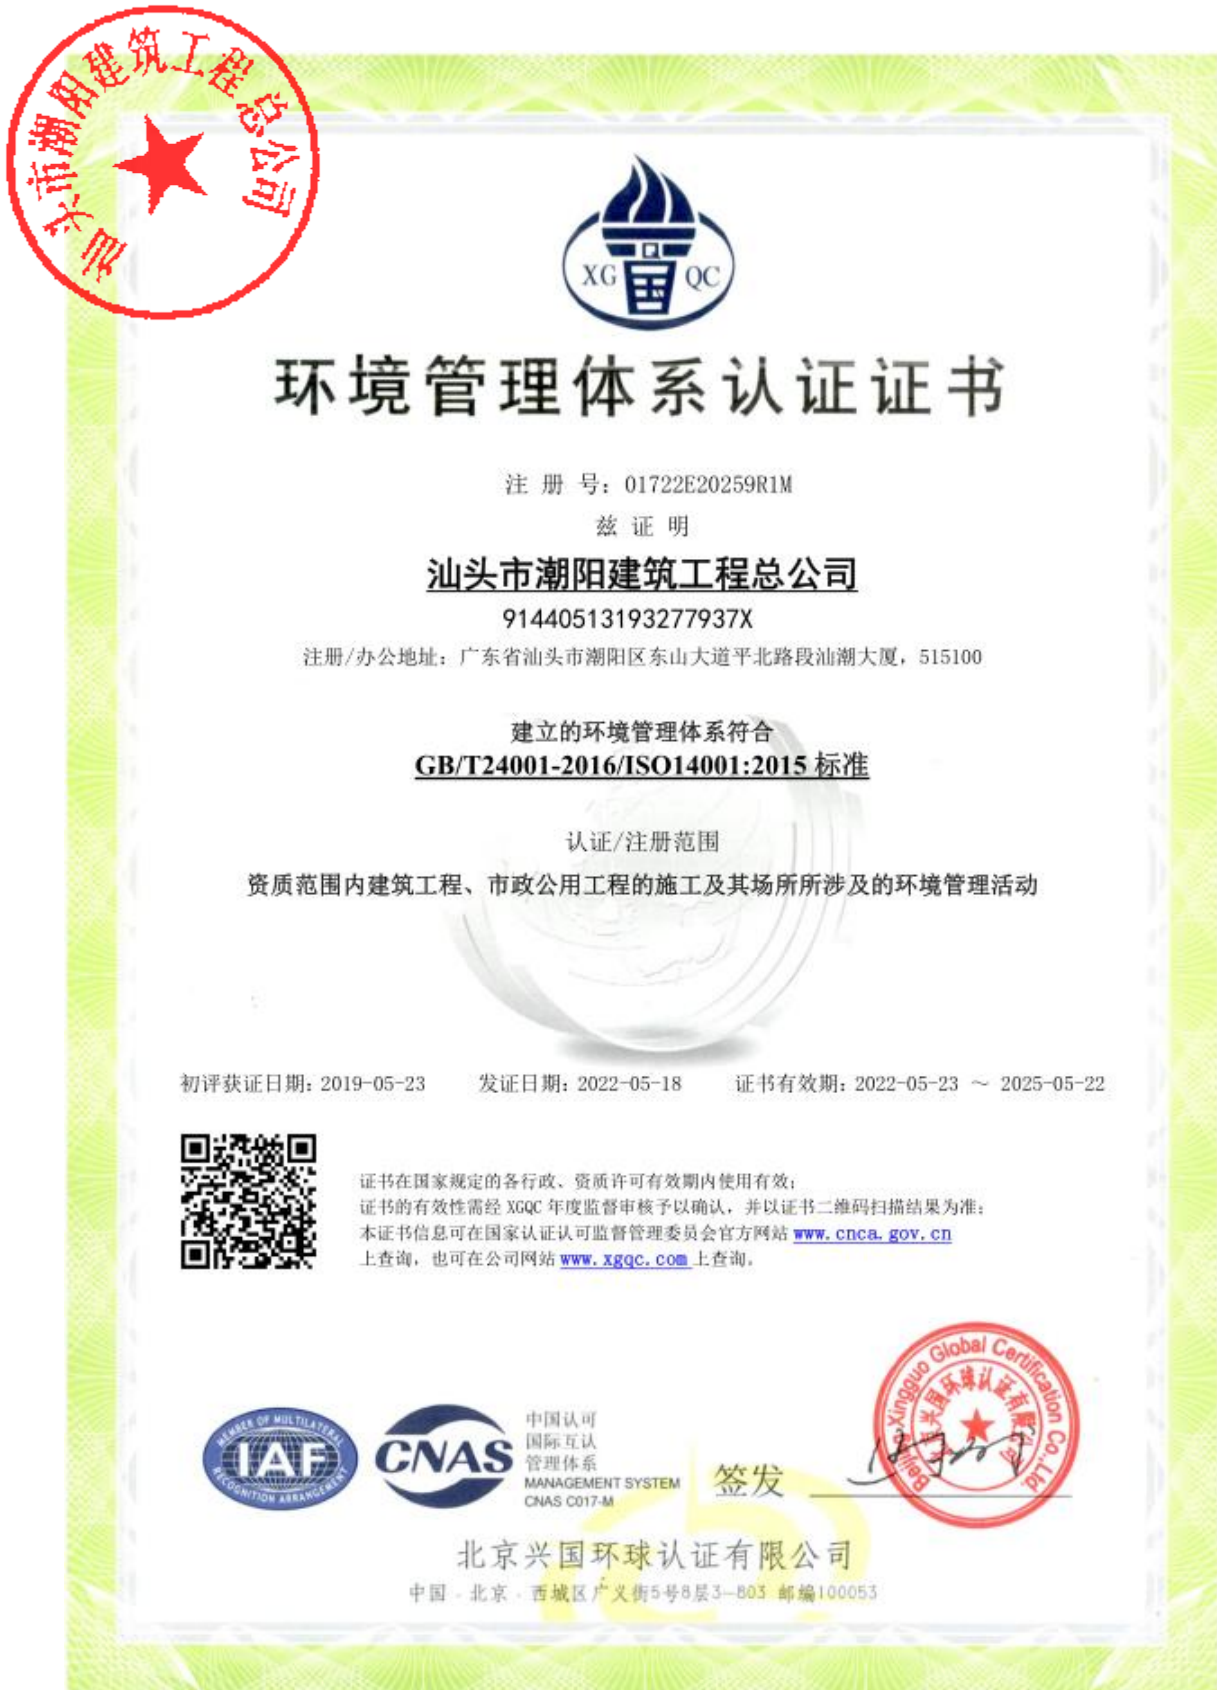 汕头市潮阳建筑工程总公司
XG QC
环境管理体系认证证书
注 册 号：01722E20259R1M
兹 证 明
汕头市潮阳建筑工程总公司
91440513193277937X
注册/办公地址：广东省汕头市潮阳区东山大道平北路段汕潮大厦，515100
建立的环境管理体系符合
GB/T24001-2016/ISO14001:2015 标准
认证/注册范围
资质范围内建筑工程、市政公用工程的施工及其场所所涉及的环境管理活动
初评获证日期：2019-05-23 发证日期：2022-05-18 证书有效期：2022-05-23 ～ 2025-05-22
证书在国家规定的各行政、资质许可有效期内使用有效；
证书的有效性需经 XGQC 年度监督审核予以确认，并以证书二维码扫描结果为准；
本证书信息可在国家认证认可监督管理委员会官方网站 www.cnca.gov.cn
上查询，也可在公司网站 www.xgqc.com 上查询。
MEMBER OF MULTILATERAL
IAF
RECOGNITION ARRANGEMENT
CNAS
中国认可
国际互认
管理体系
MANAGEMENT SYSTEM
CNAS C017-M
签发
Beijing Xingguo Global Certification Co.,Ltd
北京兴国环球认证有限公司
北京兴国环球认证有限公司
中国·北京·西城区广义街5号8层3-803 邮编100053